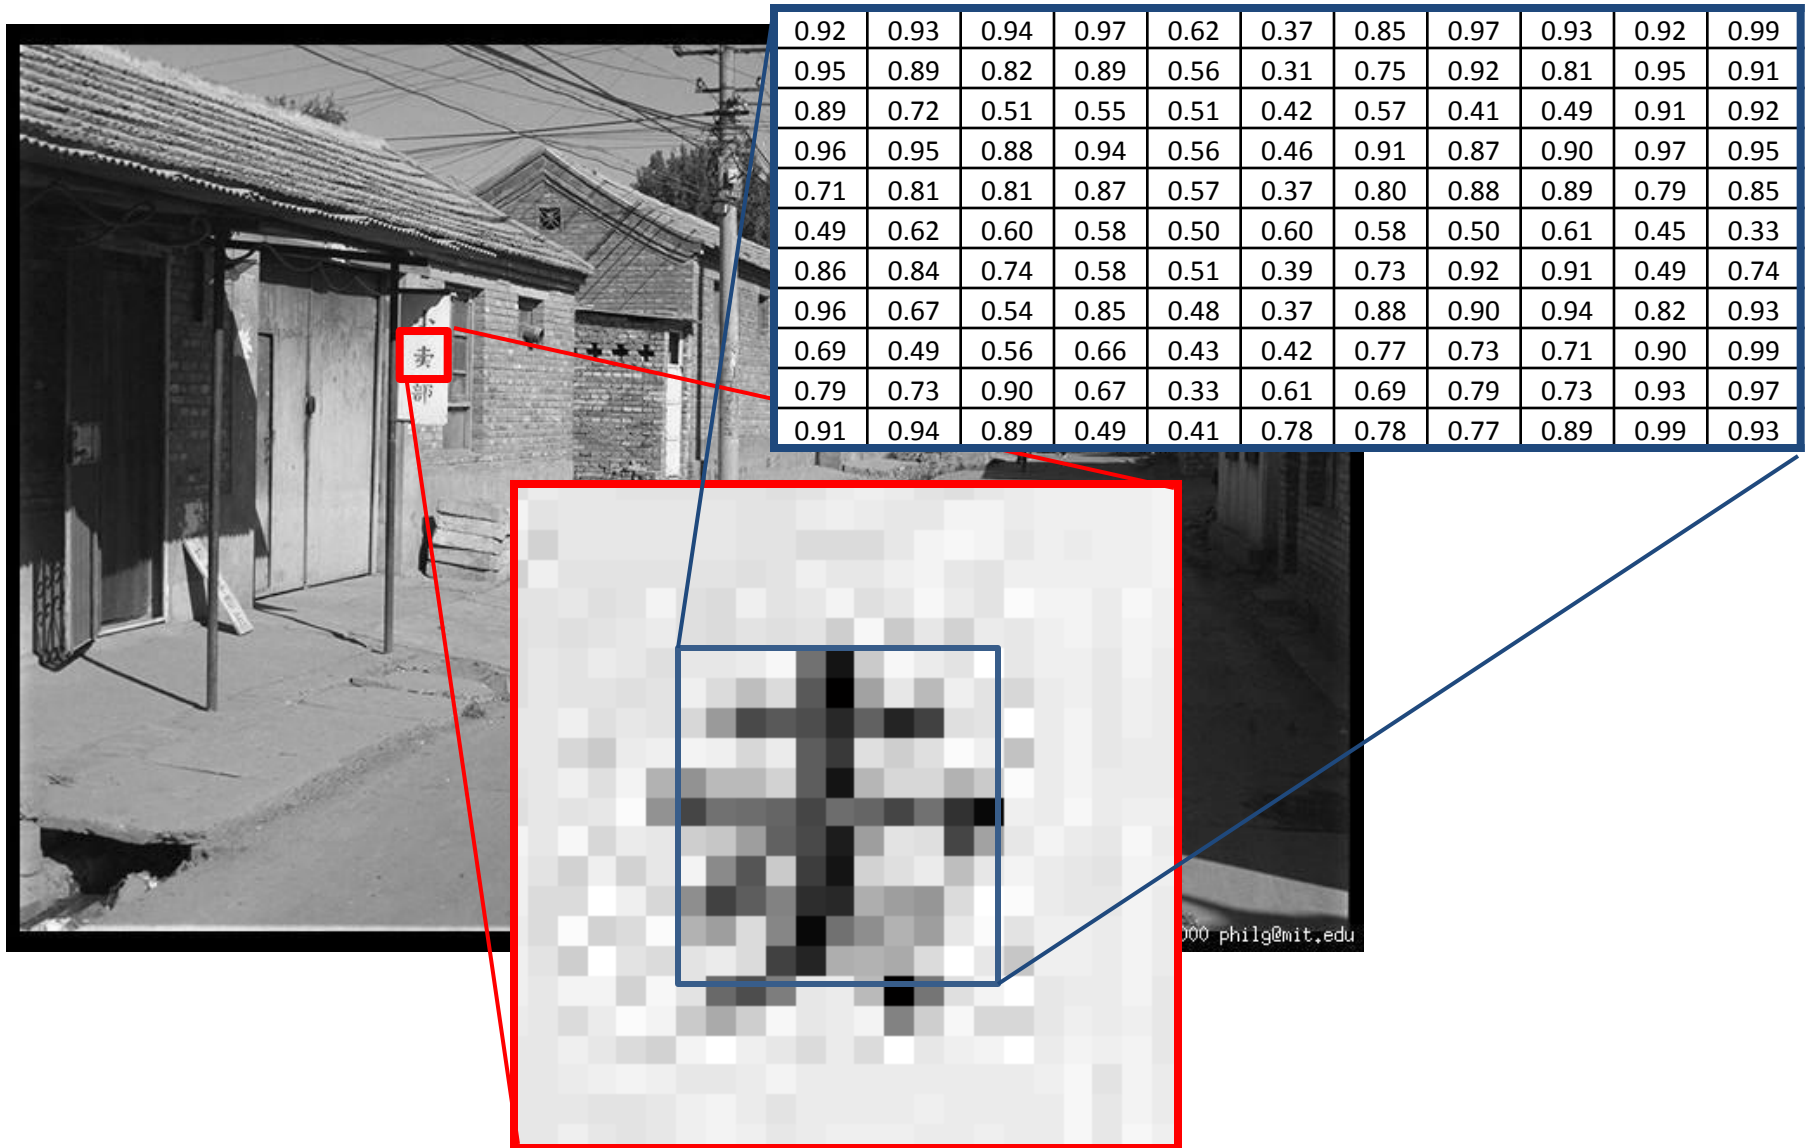 0.92 0.93 0.94 0.97 0.62 0.37 0.85 0.97 0.93 0.92 0.99
0.95 0.89 0.82 0.89 0.56 0.31 0.75 0.92 0.81 0.95 0.91
0.89 0.72 0.51 0.55 0.51 0.42 0.57 0.41 0.49 0.91 0.92
0.96 0.95 0.88 0.94 0.56 0.46 0.91 0.87 0.90 0.97 0.95
0.71 0.81 0.81 0.87 0.57 0.37 0.80 0.88 0.89 0.79 0.85
0.49 0.62 0.60 0.58 0.50 0.60 0.58 0.50 0.61 0.45 0.33
0.86 0.84 0.74 0.58 0.51 0.39 0.73 0.92 0.91 0.49 0.74
0.96 0.67 0.54 0.85 0.48 0.37 0.88 0.90 0.94 0.82 0.93
0.69 0.49 0.56 0.66 0.43 0.42 0.77 0.73 0.71 0.90 0.99
0.79 0.73 0.90 0.67 0.33 0.61 0.69 0.79 0.73 0.93 0.97
0.91 0.94 0.89 0.49 0.41 0.78 0.78 0.77 0.89 0.99 0.93
卖
部
philg@mit.edu